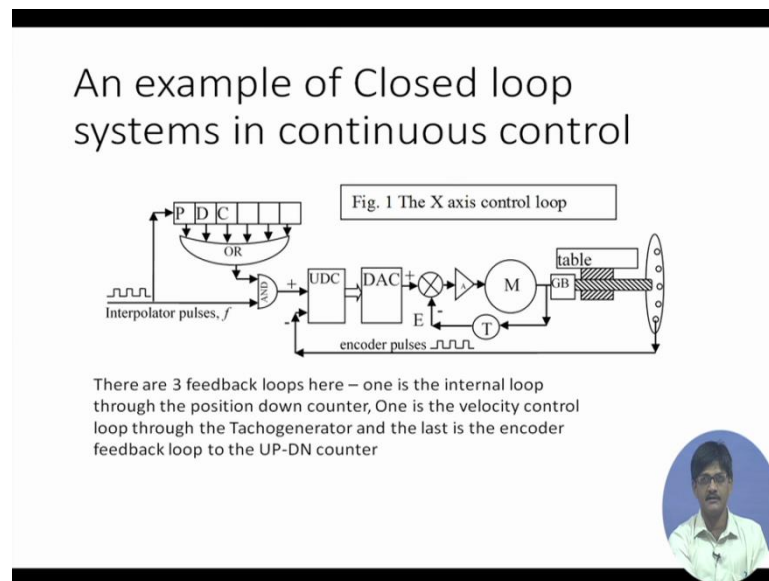 An example of Closed loop
systems in continuous control
Fig. 1 The X axis control loop
P D C
OR
AND
+
UDC
DAC
+
A
M
GB
table
Interpolator pulses, f
-
E
-
T
encoder pulses
There are 3 feedback loops here – one is the internal loop
through the position down counter, One is the velocity control
loop through the Tachogenerator and the last is the encoder
feedback loop to the UP-DN counter